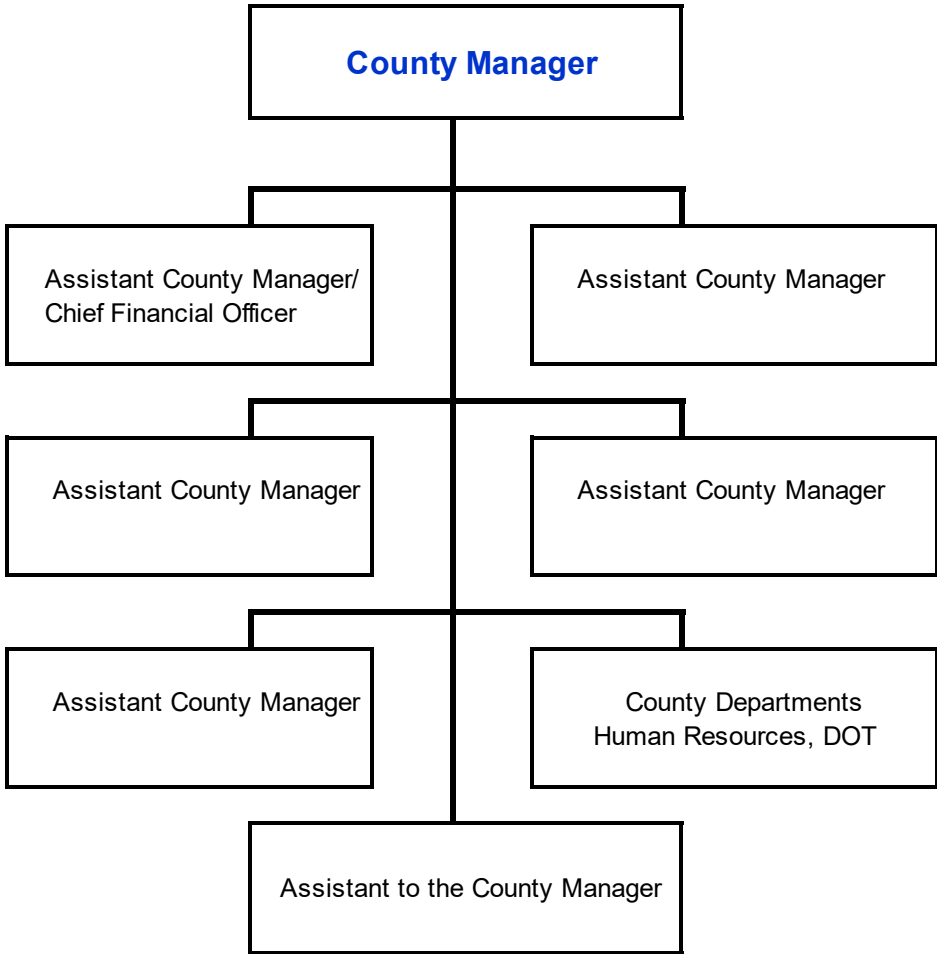 County Manager
Assistant County Manager/
Chief Financial Officer
Assistant County Manager
Assistant County Manager
Assistant County Manager
Assistant County Manager
County Departments
Human Resources, DOT
Assistant to the County Manager